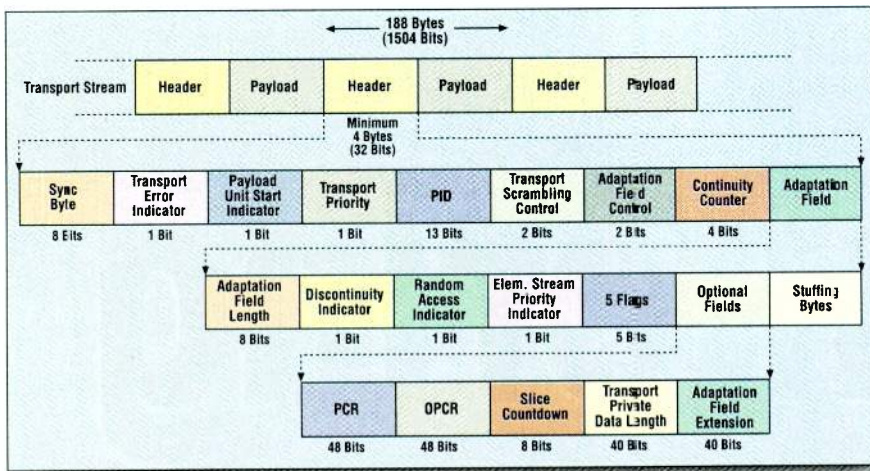 188 Bytes
(1504 Bits)
Transport Stream
Header
Payload
Header
Payload
Header
Payload
Minimum
4 Bytes
(32 Bits)
Sync
Byte
Transport
Error
Indicator
Payload
Unit Start
Indicator
Transport
Priority
PID
Transport
Scrambling
Control
Adaptation
Field
Control
Continuity
Counter
Adaptation
Field
8 Bits
1 Bit
1 Bit
1 Bit
13 Bits
2 Bits
2 Bits
4 Bits
Adaptation
Field
Length
Discontinuity
Indicator
Random
Access
Indicator
Elem. Stream
Priority
Indicator
5 Flags
Optional
Fields
Stuffing
Bytes
8 Bits
1 Bit
1 Bit
1 Bit
5 Bits
PCR
OPCR
Slice
Countdown
Transport
Private
Data Length
Adaptation
Field
Extension
48 Bits
48 Bits
8 Bits
40 Bits
40 Bits